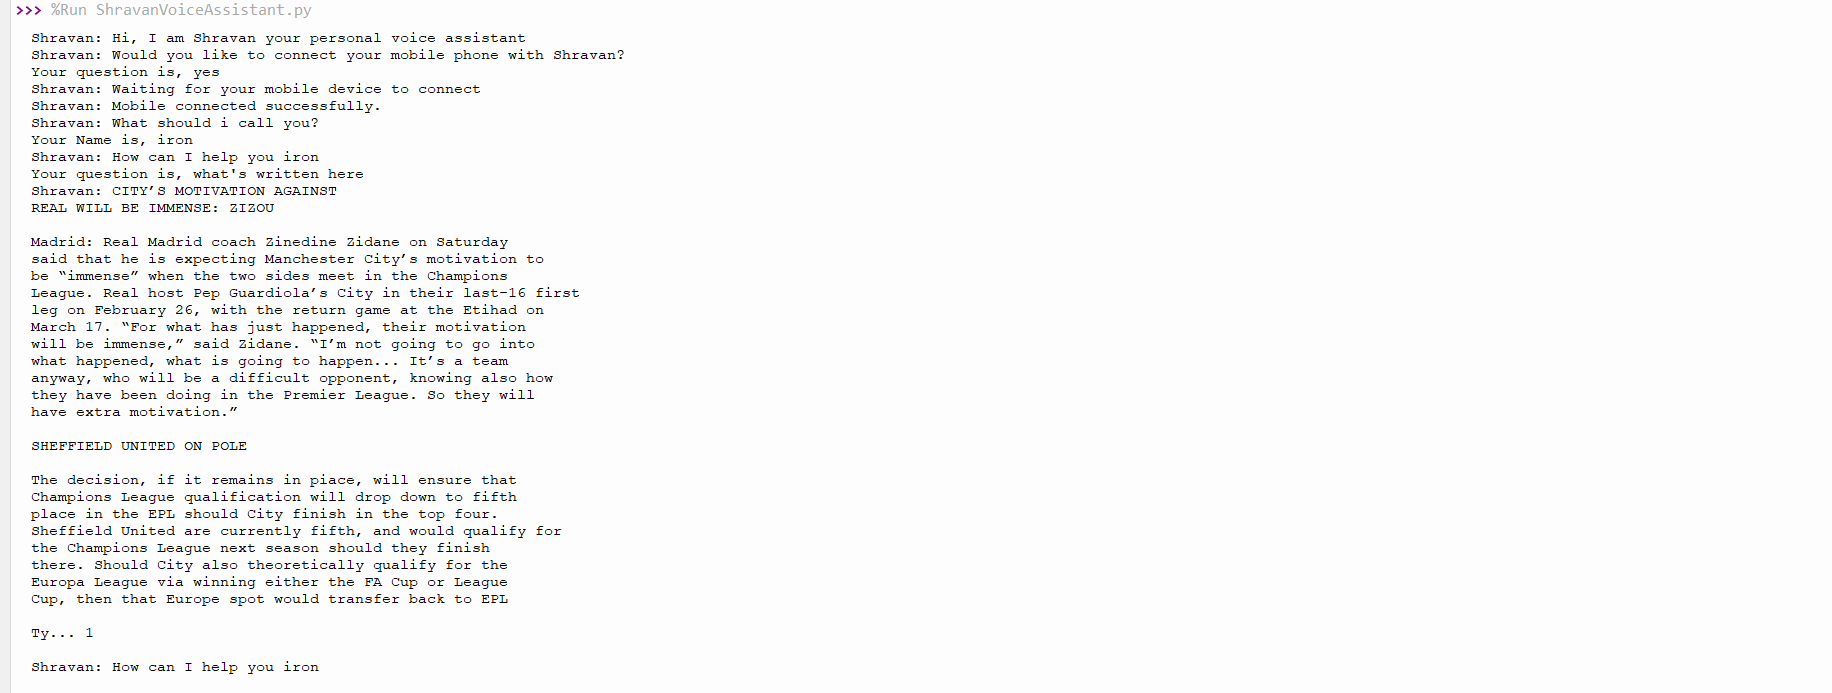 >>> %Run ShravanVoiceAssistant.py
Shravan: Hi, I am Shravan your personal voice assistant
Shravan: Would you like to connect your mobile phone with Shravan?
Your question is, yes
Shravan: Waiting for your mobile device to connect
Shravan: Mobile connected successfully.
Shravan: What should i call you?
Your Name is, iron
Shravan: How can I help you iron
Your question is, what's written here
Shravan: CITY’S MOTIVATION AGAINST
REAL WILL BE IMMENSE: ZIZOU
Madrid: Real Madrid coach Zinedine Zidane on Saturday
said that he is expecting Manchester City’s motivation to
be “immense” when the two sides meet in the Champions
League. Real host Pep Guardiola’s City in their last-16 first
leg on February 26, with the return game at the Etihad on
March 17. “For what has just happened, their motivation
will be immense,” said Zidane. “I’m not going to go into
what happened, what is going to happen... It’s a team
anyway, who will be a difficult opponent, knowing also how
they have been doing in the Premier League. So they will
have extra motivation.”
SHEFFIELD UNITED ON POLE
The decision, if it remains in piace, will ensure that
Champions League qualification will drop down to fifth
place in the EPL should City finish in the top four.
Sheffield United are currently fifth, and would qualify for
the Champions League next season should they finish
there. Should City also theoretically qualify for the
Europa League via winning either the FA Cup or League
Cup, then that Europe spot would transfer back to EPL
Ty... 1
Shravan: How can I help you iron